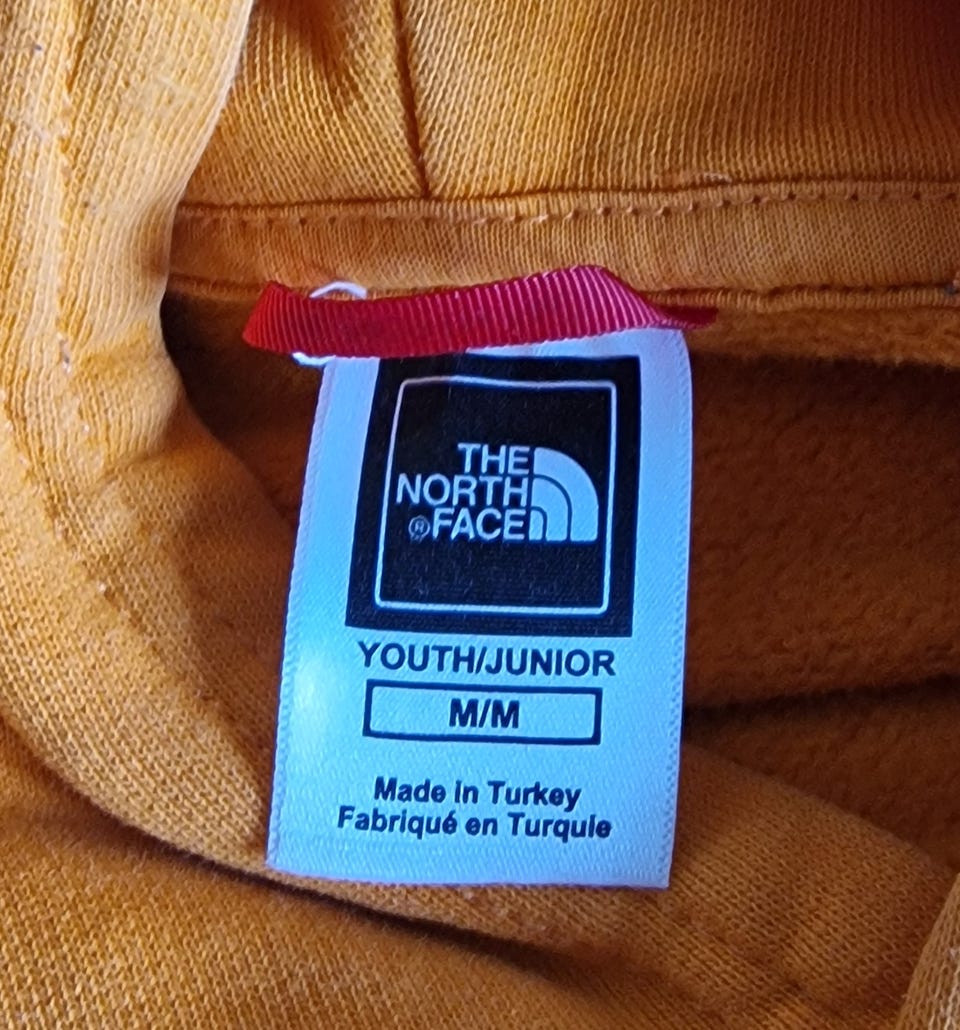 THE
NORTH
®FACE
YOUTH/JUNIOR
M/M
Made in Turkey
Fabriqué en Turquie